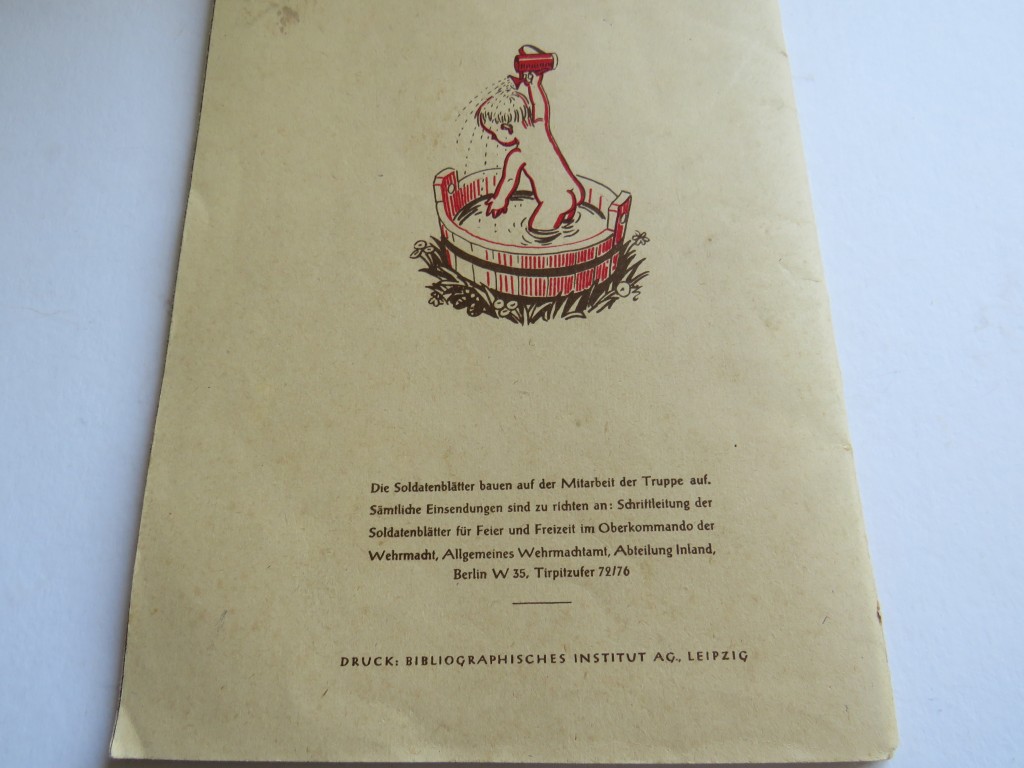 Die Soldatenblätter bauen auf der Mitarbeit der Truppe auf.
Sämtliche Einsendungen sind zu richten an: Schriftleitung der
Soldatenblätter für Feier und Freizeit im Oberkommando der
Wehrmacht, Allgemeines Wehrmachtamt, Abteilung Inland,
Berlin W 35, Tirpitzufer 72/76
DRUCK: BIBLIOGRAPHISCHES INSTITUT AG., LEIPZIG